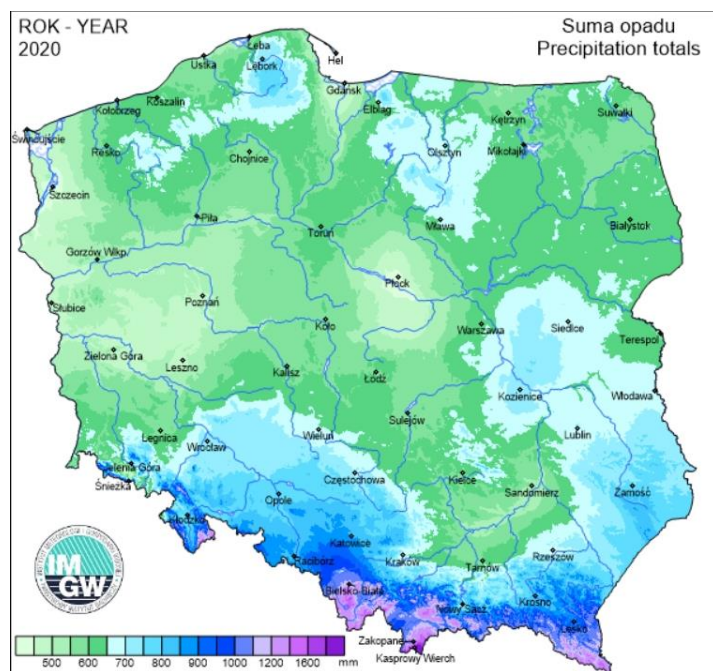 ROK - YEAR
2020
Suma opadu
Precipitation totals
Łeba
Ustka
Lębork
Hel
Gdańsk
Koszalin
Kołobrzeg
Elbląg
Kętrzyn
Suwałki
Świnoujście
Resko
Chojnice
Olsztyn
Mikołajki
Szczecin
Piła
Toruń
Mława
Białystok
Gorzów Wlkp.
Płock
Słubice
Poznań
Koło
Warszawa
Siedlce
Terespol
Zielona Góra
Leszno
Kalisz
Łódź
Kozienice
Włodawa
Sulejów
Legnica
Wrocław
Wieluń
Lublin
Jelenia Góra
Śnieżka
Częstochowa
Kielce
Sandomierz
Zamość
Opole
Kłodzko
Katowice
Racibórz
Kraków
Tarnów
Rzeszów
Bielsko-Biała
Nowy Sącz
Krosno
Lesko
Zakopane
Kasprowy Wierch
IM
GW
500 600 700 800 900 1000 1200 1600 mm